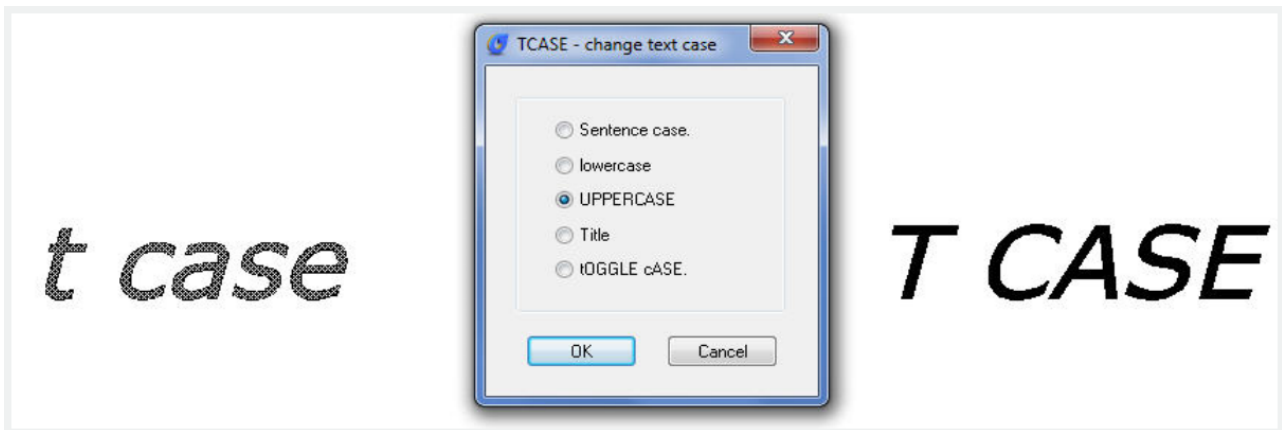 TCASE - change text case
Sentence case.
lowercase
UPPERCASE
Title
tOGGLE cASE.
OK Cancel
t case
T CASE